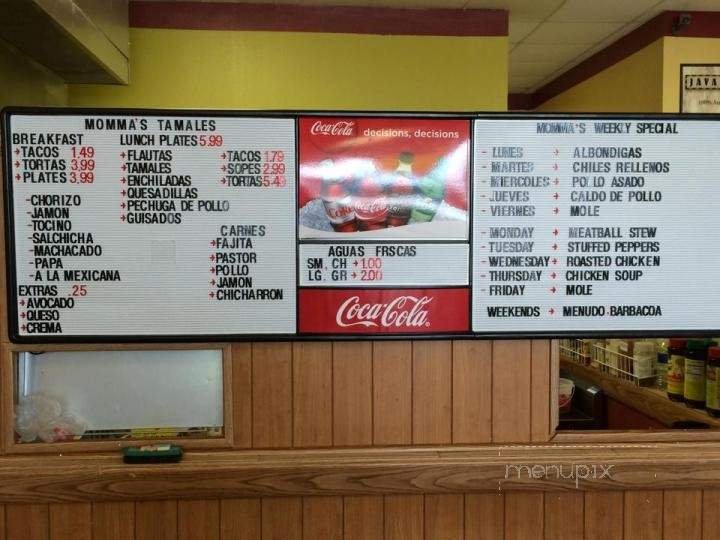 MOMMA'S TAMALES
BREAKFAST
TACOS 1.49
TORTAS 3.99
PLATES 3.99
-CHORIZO
-JAMON
-TOCINO
-SALCHICHA
-MACHACADO
-PAPA
-A LA MEXICANA
EXTRAS .25
AVOCADO
QUESO
CREMA
LUNCH PLATES 5.99
FLAUTAS
TAMALES
ENCHILADAS
QUESADILLAS
PECHUGA DE POLLO
GUISADOS
TACOS 1.79
SOPES 2.99
TORTAS 5.49
CARNES
FAJITA
PASTOR
POLLO
JAMON
CHICHARRON
Coca-Cola decisions, decisions
AGUAS FRSCAS
SM, CH 1.00
LG, GR 2.00
Coca-Cola
MOMMA'S WEEKLY SPECIAL
LUNES ALBONDIGAS
MARTES CHILES RELLENOS
MIERCOLES POLLO ASADO
JUEVES CALDO DE POLLO
VIERNES MOLE
MONDAY MEATBALL STEW
TUESDAY STUFFED PEPPERS
WEDNESDAY ROASTED CHICKEN
THURSDAY CHICKEN SOUP
FRIDAY MOLE
WEEKENDS MENUDO-BARBACOA
JAVA
menupix